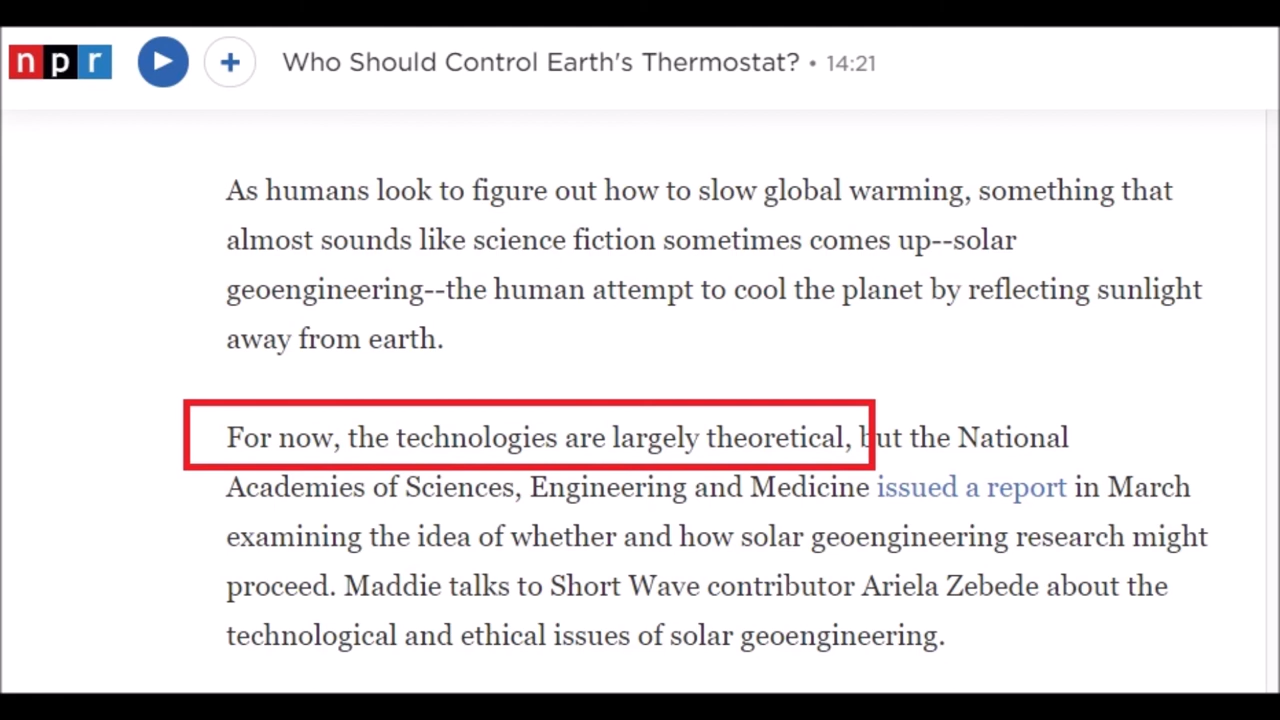 npr Who Should Control Earth's Thermostat? • 14:21
As humans look to figure out how to slow global warming, something that
almost sounds like science fiction sometimes comes up--solar
geoengineering--the human attempt to cool the planet by reflecting sunlight
away from earth.
For now, the technologies are largely theoretical, but the National
Academies of Sciences, Engineering and Medicine issued a report in March
examining the idea of whether and how solar geoengineering research might
proceed. Maddie talks to Short Wave contributor Ariela Zebede about the
technological and ethical issues of solar geoengineering.